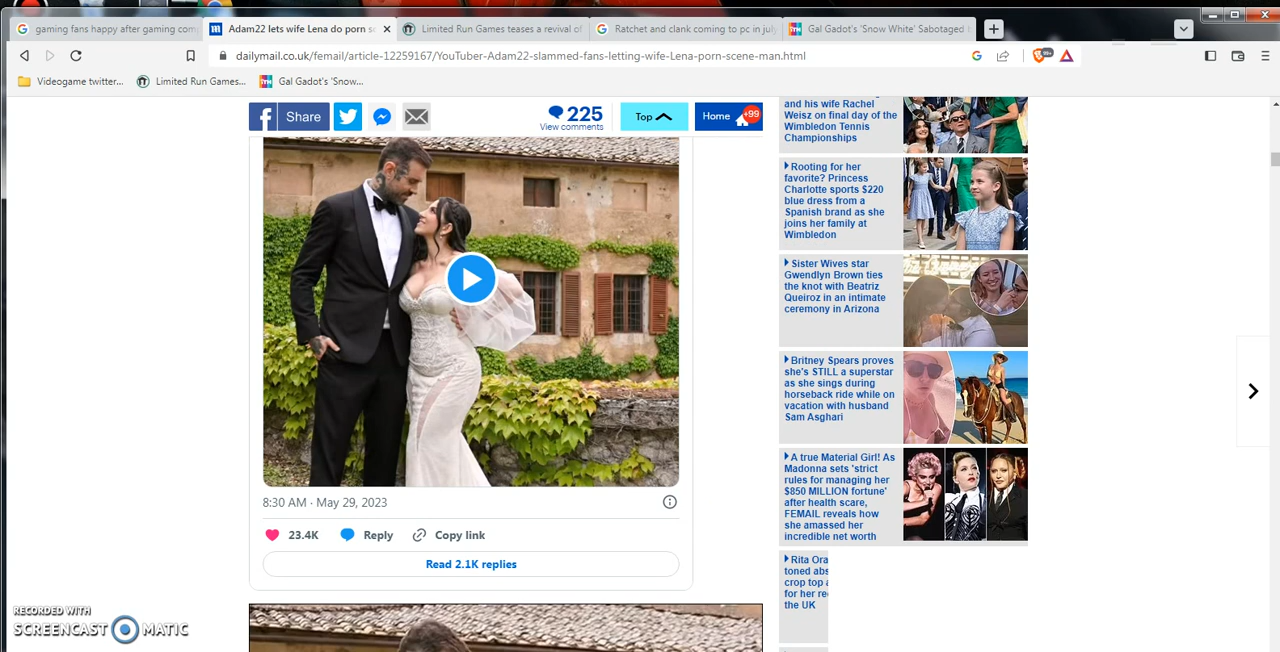 gaming fans happy after gaming com
Adam22 lets wife Lena do porn sc
Limited Run Games teases a revival of
Ratchet and clank coming to pc in july
Gal Gadot's 'Snow White' Sabotaged
dailymail.co.uk/femail/article-12259167/YouTuber-Adam22-slammed-fans-letting-wife-Lena-porn-scene-man.html
99+
Videogame twitter...
Limited Run Games...
Gal Gadot's 'Snow...
Share
225
View comments
Top
Home
+99
and his wife Rachel
Weisz on final day of the
Wimbledon Tennis
Championships
Rooting for her
favorite? Princess
Charlotte sports $220
blue dress from a
Spanish brand as she
joins her family at
Wimbledon
Sister Wives star
Gwendlyn Brown ties
the knot with Beatriz
Queiroz in an intimate
ceremony in Arizona
Britney Spears proves
she's STILL a superstar
as she sings during
horseback ride while on
vacation with husband
Sam Asghari
A true Material Girl! As
Madonna sets 'strict
rules for managing her
$850 MILLION fortune'
after health scare,
FEMAIL reveals how
she amassed her
incredible net worth
Rita Ora
toned abs
crop top a
for her re
the UK
8:30 AM · May 29, 2023
23.4K
Reply
Copy link
Read 2.1K replies
RECORDED WITH
SCREENCAST MATIC